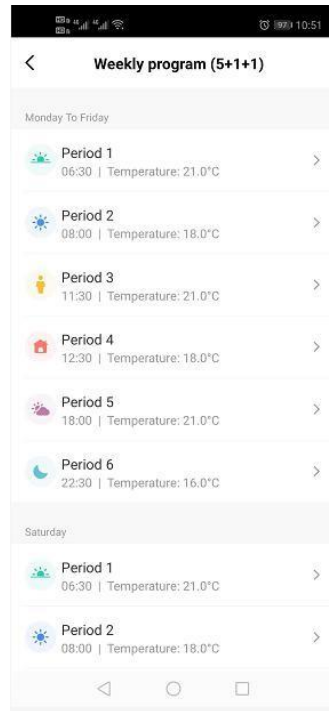 10:51
Weekly program (5+1+1)
Monday To Friday
Period 1
06:30 | Temperature: 21.0°C
Period 2
08:00 | Temperature: 18.0°C
Period 3
11:30 | Temperature: 21.0°C
Period 4
12:30 | Temperature: 18.0°C
Period 5
18:00 | Temperature: 21.0°C
Period 6
22:30 | Temperature: 16.0°C
Saturday
Period 1
06:30 | Temperature: 21.0°C
Period 2
08:00 | Temperature: 18.0°C